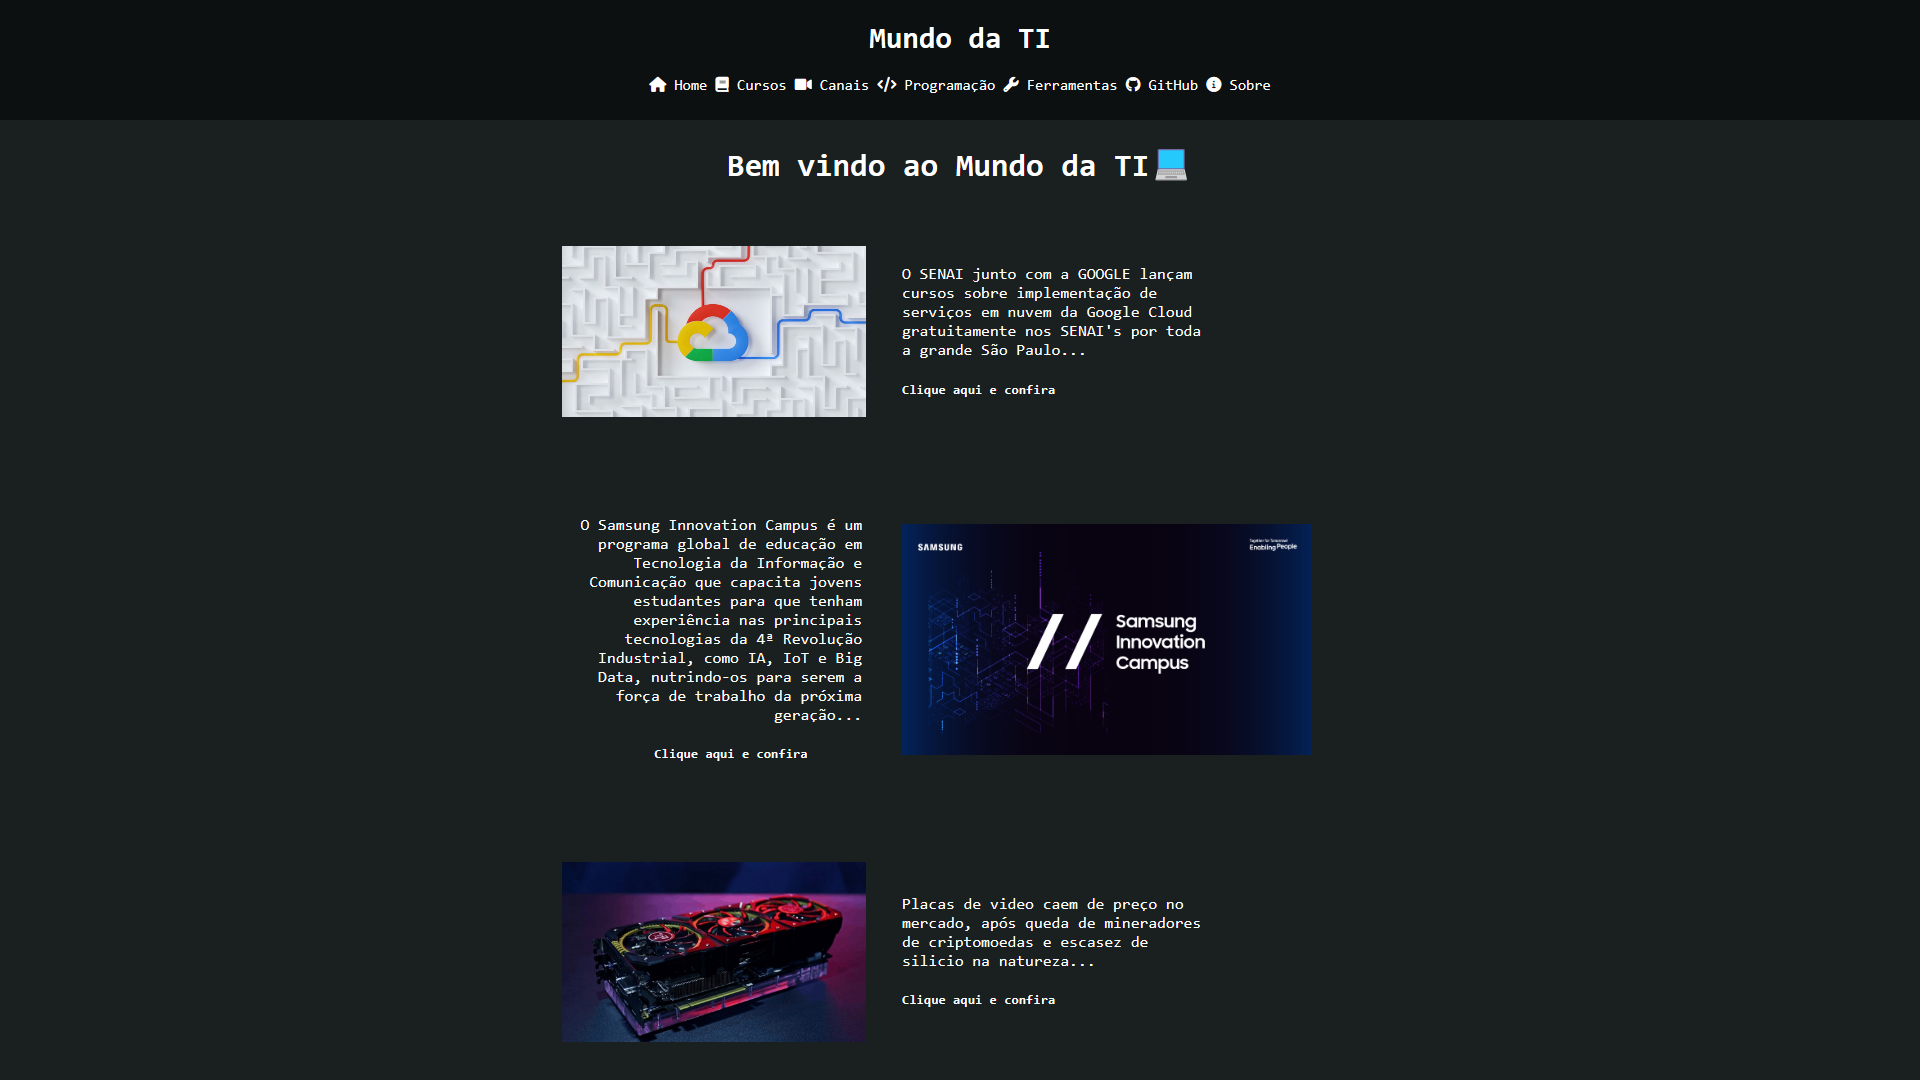 Mundo da TI
Home Cursos Canais Programação Ferramentas GitHub Sobre
Bem vindo ao Mundo da TI
O SENAI junto com a GOOGLE lançam
cursos sobre implementação de
serviços em nuvem da Google Cloud
gratuitamente nos SENAI's por toda
a grande São Paulo...
Clique aqui e confira
O Samsung Innovation Campus é um
programa global de educação em
Tecnologia da Informação e
Comunicação que capacita jovens
estudantes para que tenham
experiência nas principais
tecnologias da 4ª Revolução
Industrial, como IA, IoT e Big
Data, nutrindo-os para serem a
força de trabalho da próxima
geração...
Clique aqui e confira
SAMSUNG
Together for Tomorrow!
Enabling People
Samsung
Innovation
Campus
Placas de video caem de preço no
mercado, após queda de mineradores
de criptomoedas e escasez de
silicio na natureza...
Clique aqui e confira